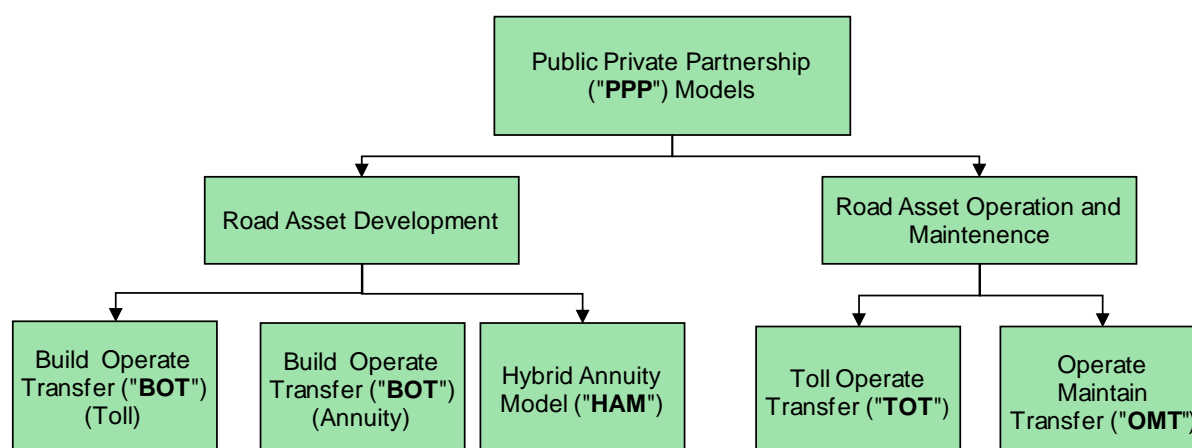 Public Private Partnership
("PPP") Models
Road Asset Development
Road Asset Operation and
Maintenence
Build Operate
Transfer ("BOT")
(Toll)
Build Operate
Transfer ("BOT")
(Annuity)
Hybrid Annuity
Model ("HAM")
Toll Operate
Transfer ("TOT")
Operate
Maintain
Transfer ("OMT")